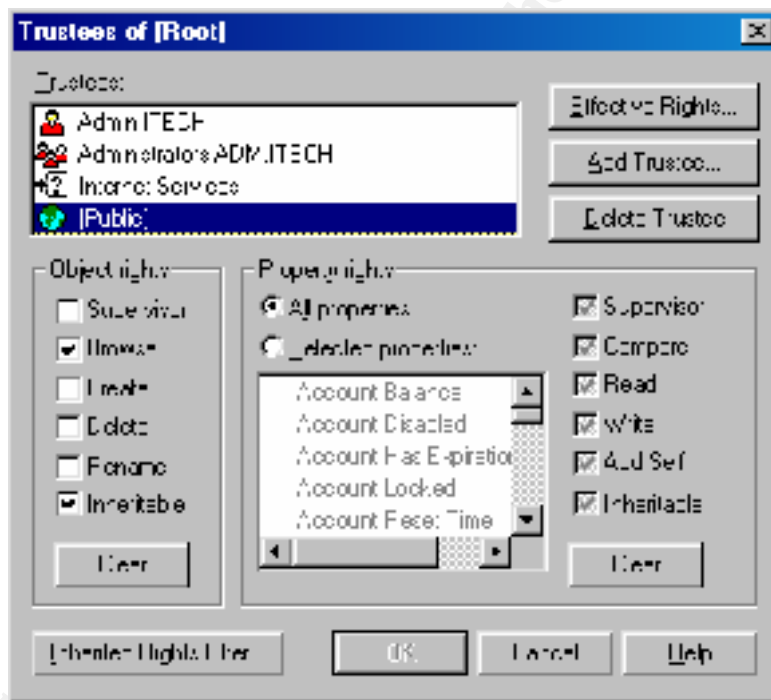 Trustees of [Root]
Trustees:
Admin.ITECH
Administrators.ADM.ITECH
Internet Services
[Public]
Effective Rights...
Add Trustee...
Delete Trustee
Object rights
Supervisor
Browse
Create
Delete
Rename
Inheritable
Clear
Property rights
All properties
Selected properties:
Account Balance
Account Disabled
Account Has Expiration
Account Locked
Account Reset Time
Supervisor
Compare
Read
Write
Add Self
Inheritable
Clear
Inherited Rights Filter
OK
Cancel
Help